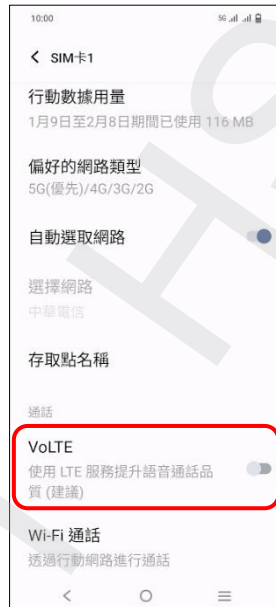 10:00
5G
SIM卡1
行動數據用量
1月9日至2月8日期間已使用 116 MB
偏好的網路類型
5G(優先)/4G/3G/2G
自動選取網路
選擇網路
中華電信
存取點名稱
通話
VoLTE
使用 LTE 服務提升語音通話品
質 (建議)
Wi-Fi 通話
透過行動網路進行通話